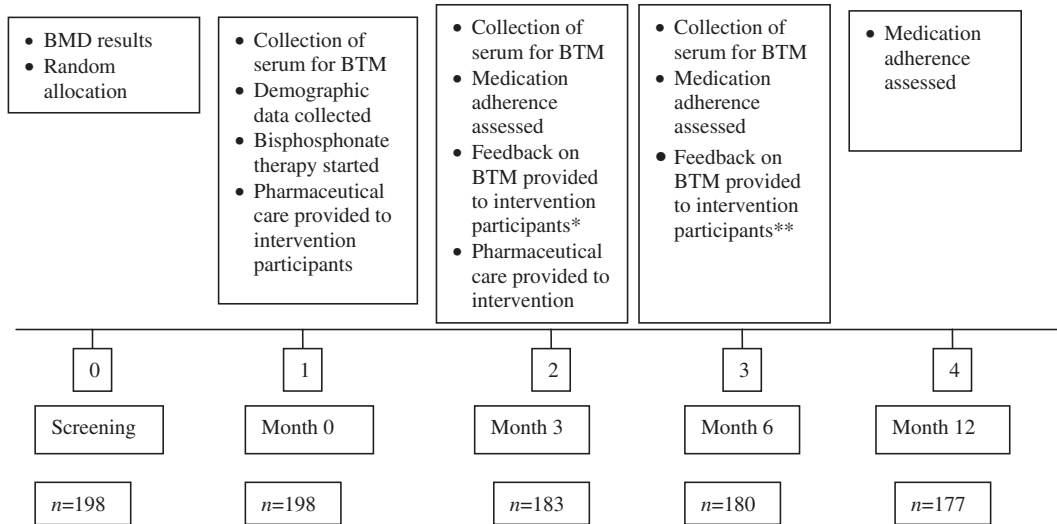 • BMD results
• Random
allocation
• Collection of
serum for BTM
• Demographic
data collected
• Bisphosphonate
therapy started
• Pharmaceutical
care provided to
intervention
participants
• Collection of
serum for BTM
• Medication
adherence
assessed
• Feedback on
BTM provided
to intervention
participants*
• Pharmaceutical
care provided to
intervention
• Collection of
serum for BTM
• Medication
adherence
assessed
• Feedback on
BTM provided
to intervention
participants**
• Medication
adherence
assessed
0
1
2
3
4
Screening
Month 0
Month 3
Month 6
Month 12
n=198
n=198
n=183
n=180
n=177